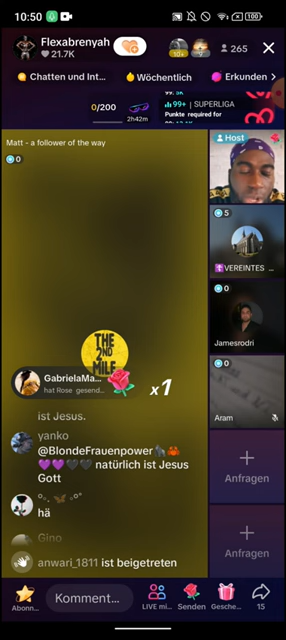 10:50
100
Flexabrenyah
21.7K
10+
265
Chatten und Int...
Wöchentlich
Erkunden
0/200
2h42m
99+ | SUPERLIGA
Punkte required for
Matt - a follower of the way
0
Host
5
VEREINTES ...
0
Jamesrodri
0
Aram
THE
2ND
MILE
GabrielaMa...
hat Rose gesend...
x1
ist Jesus.
yanko
@BlondeFrauenpower
natürlich ist Jesus
Gott
hä
Gino
anwari_1811 ist beigetreten
+
Anfragen
+
Anfragen
Abonn...
Komment...
LIVE mi...
Senden
Gesche...
15